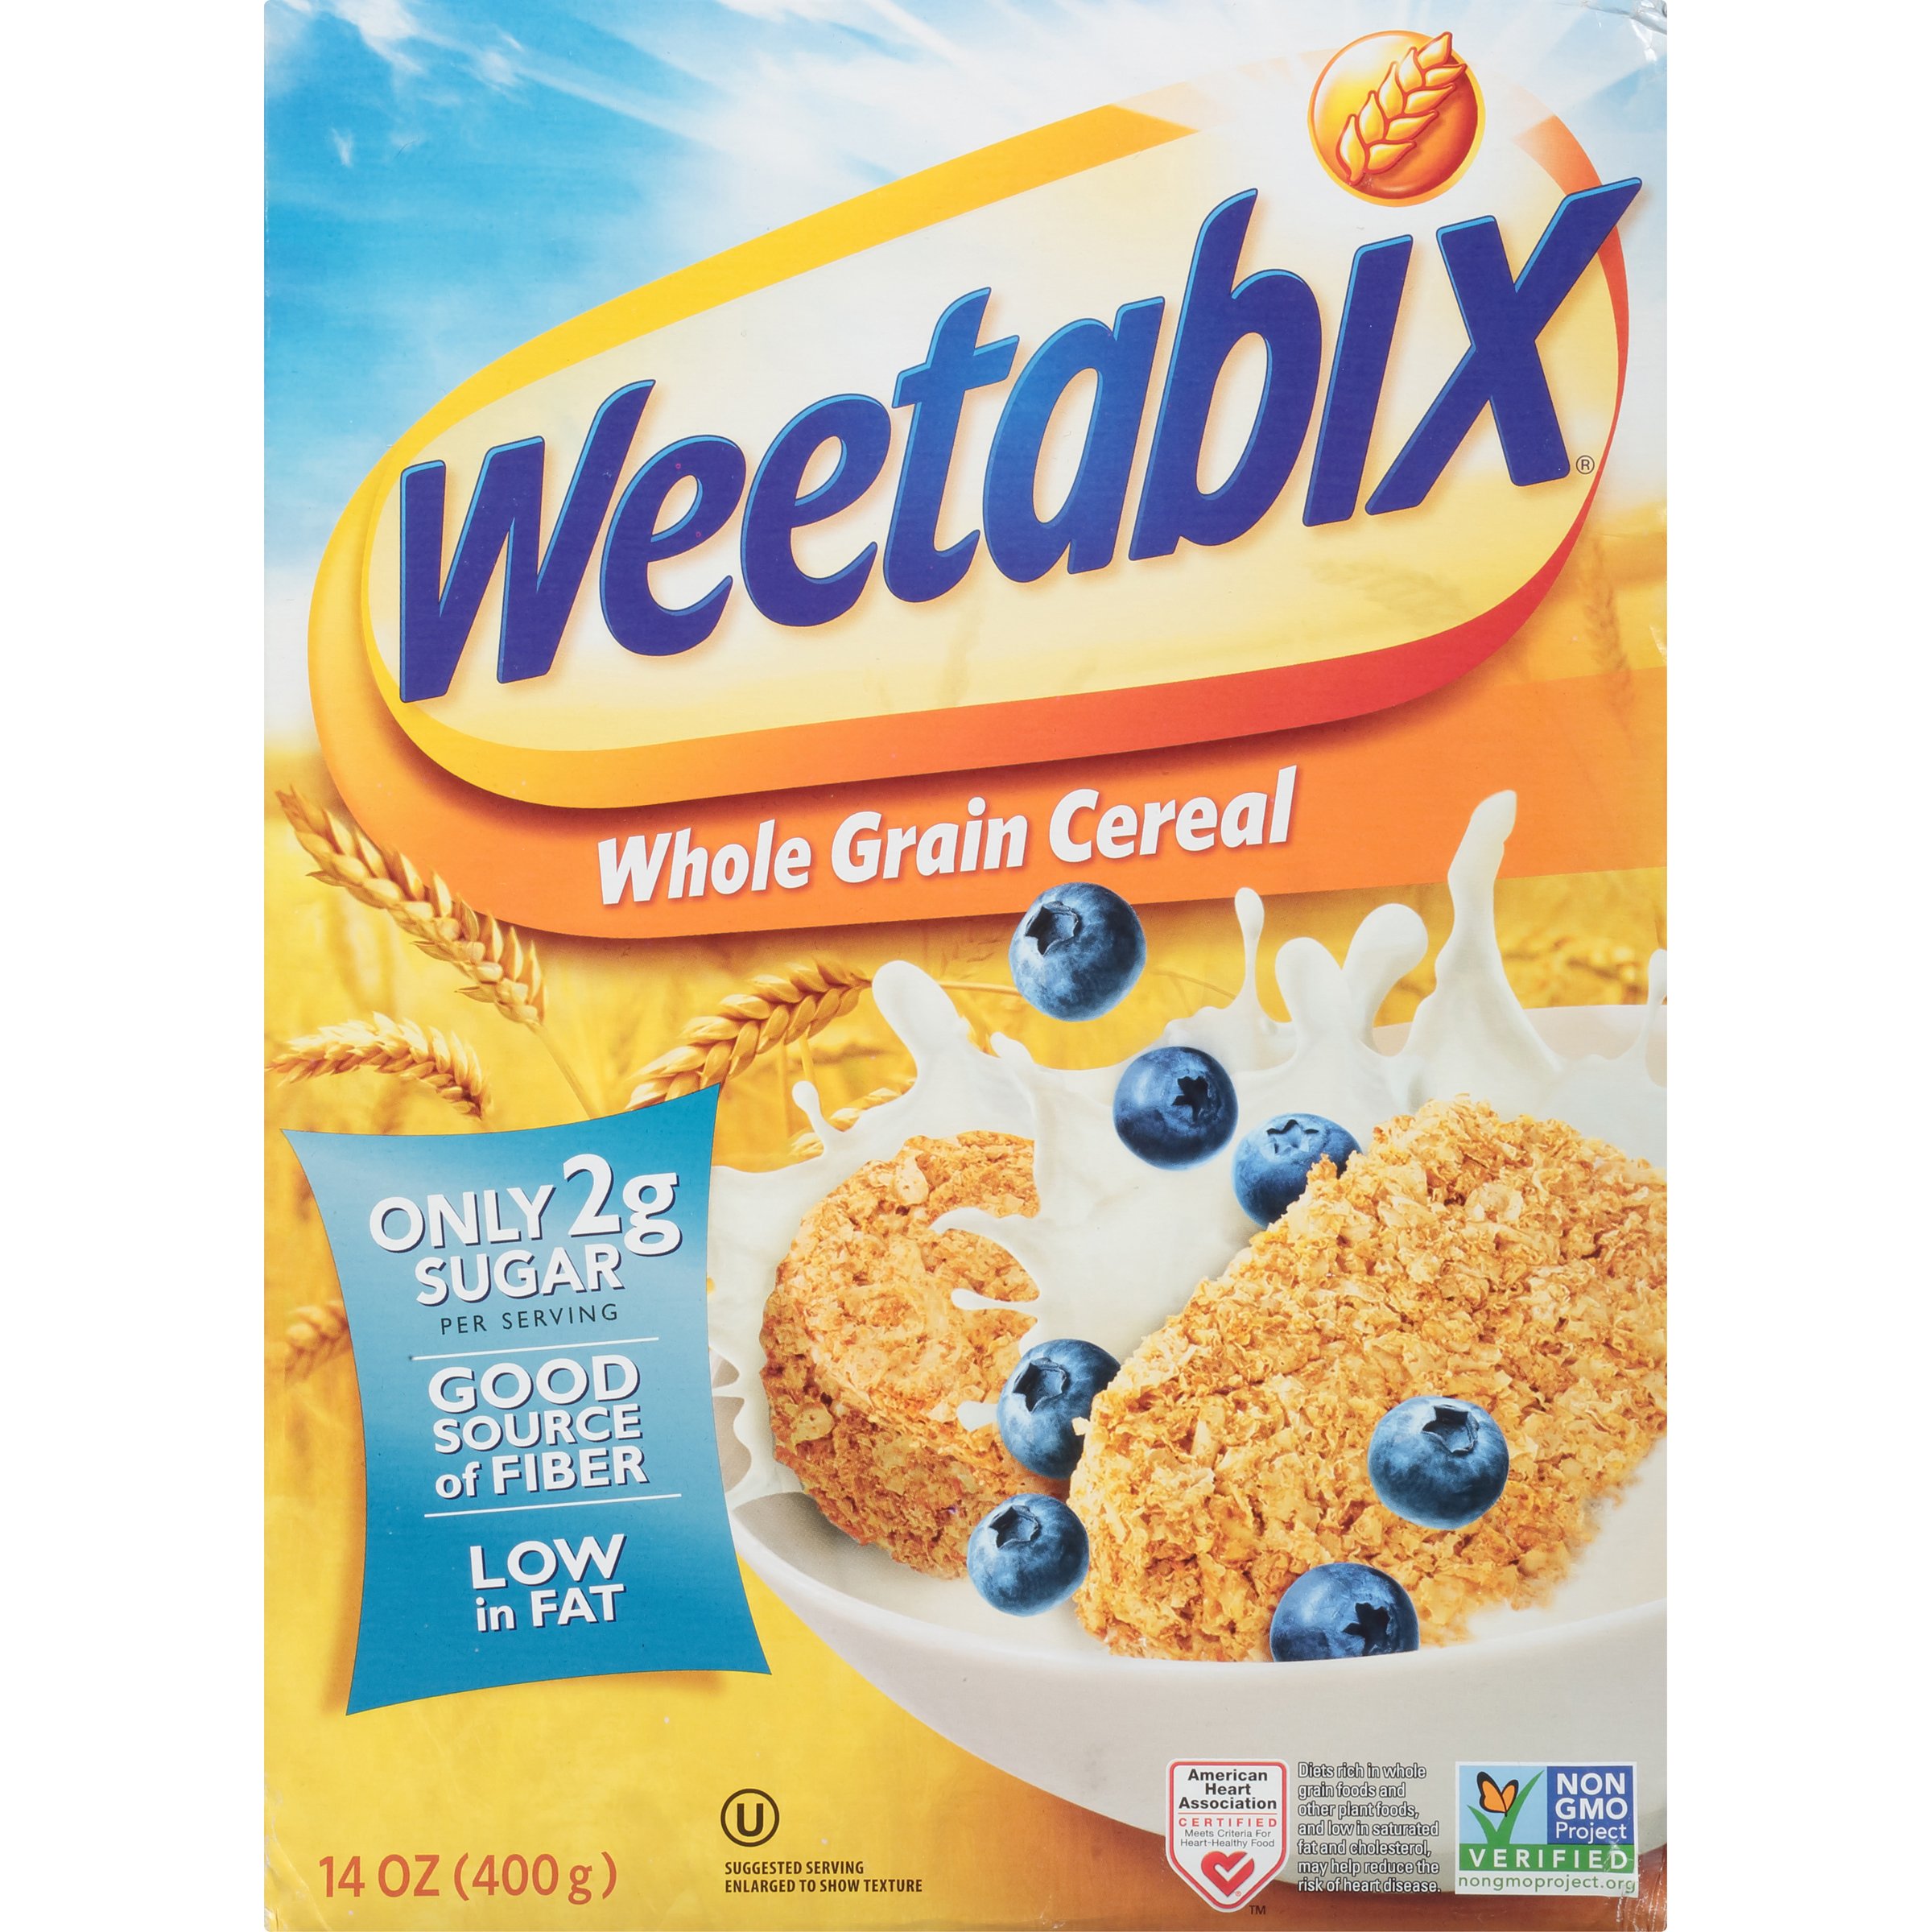 Weetabix®
Whole Grain Cereal
ONLY 2g
SUGAR
PER SERVING
GOOD
SOURCE
of FIBER
LOW
in FAT
14 OZ (400g)
U
SUGGESTED SERVING
ENLARGED TO SHOW TEXTURE
American
Heart
Association
CERTIFIED
Meets Criteria For
Heart-Healthy Food
TM
Diets rich in whole
grain foods and
other plant foods,
and low in saturated
fat and cholesterol,
may help reduce the
risk of heart disease.
NON
GMO
Project
VERIFIED
nongmoproject.org